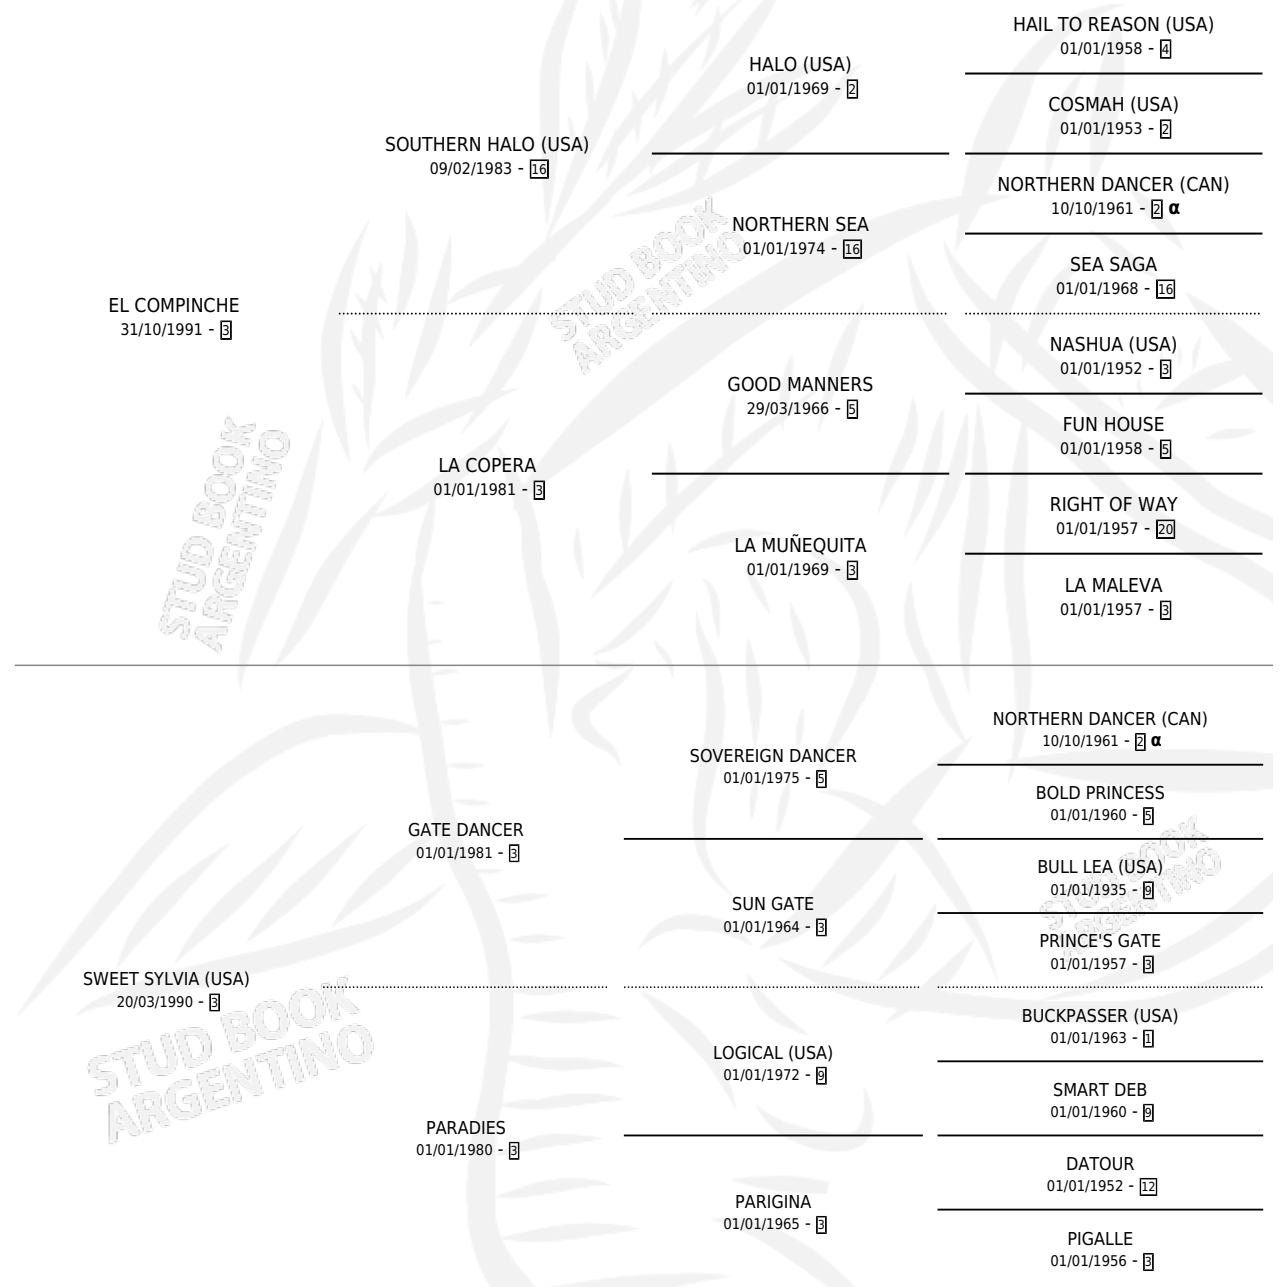 HAIL TO REASON (USA)
01/01/1958 - 4
HALO (USA)
01/01/1969 - 2
COSMAH (USA)
01/01/1953 - 2
SOUTHERN HALO (USA)
09/02/1983 - 16
NORTHERN DANCER (CAN)
10/10/1961 - 2 α
NORTHERN SEA
01/01/1974 - 16
SEA SAGA
01/01/1968 - 16
STUD BOOK
ARGENTINO
EL COMPINCHE
31/10/1991 - 3
NASHUA (USA)
01/01/1952 - 3
GOOD MANNERS
29/03/1966 - 5
FUN HOUSE
01/01/1958 - 5
LA COPERA
01/01/1981 - 3
RIGHT OF WAY
01/01/1957 - 20
LA MUÑEQUITA
01/01/1969 - 3
LA MALEVA
01/01/1957 - 3
STUD BOOK
ARGENTINO
NORTHERN DANCER (CAN)
10/10/1961 - 2 α
SOVEREIGN DANCER
01/01/1975 - 5
BOLD PRINCESS
01/01/1960 - 5
GATE DANCER
01/01/1981 - 3
BULL LEA (USA)
01/01/1935 - 9
SUN GATE
01/01/1964 - 3
PRINCE'S GATE
01/01/1957 - 3
STUD BOOK
ARGENTINO
SWEET SYLVIA (USA)
20/03/1990 - 3
BUCKPASSER (USA)
01/01/1963 - 1
LOGICAL (USA)
01/01/1972 - 9
SMART DEB
01/01/1960 - 9
STUD BOOK
ARGENTINO
PARADIES
01/01/1980 - 3
DATOUR
01/01/1952 - 12
PARIGINA
01/01/1965 - 3
PIGALLE
01/01/1956 - 3